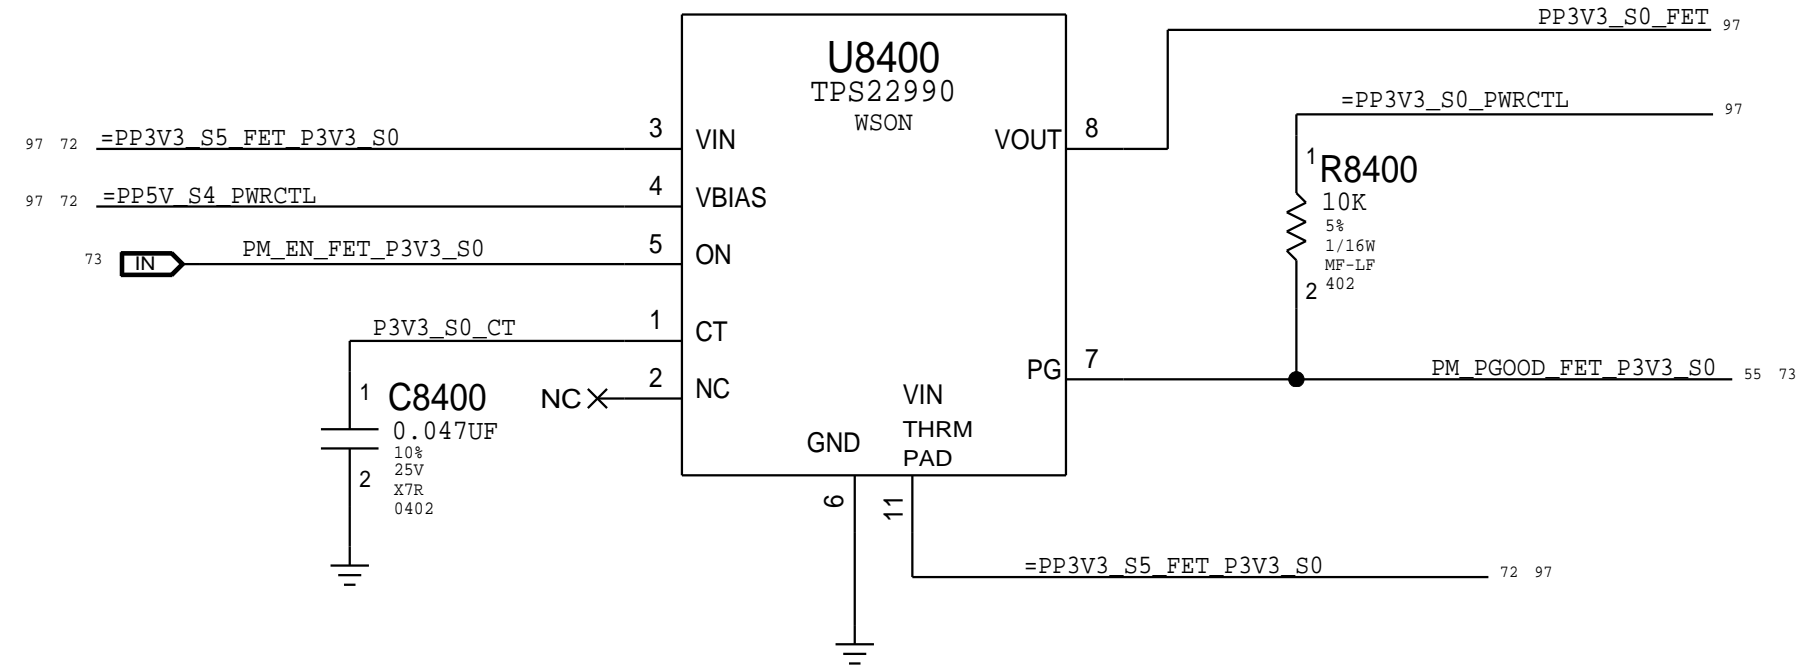 PP3V3_S0_FET 97
U8400
TPS22990
WSON
=PP3V3_S0_PWRCTL 97
97 72 =PP3V3_S5_FET_P3V3_S0 3 VIN VOUT 8
1 R8400
10K
5%
1/16W
MF-LF
402
2
97 72 =PP5V_S4_PWRCTL 4 VBIAS
73 IN PM_EN_FET_P3V3_S0 5 ON
P3V3_S0_CT 1 CT
PG 7 PM_PGOOD_FET_P3V3_S0 55 73
NC 2 NC
1 C8400
0.047UF
10%
25V
X7R
0402
2
VIN
THRM
PAD
GND
6 11
=PP3V3_S5_FET_P3V3_S0 72 97